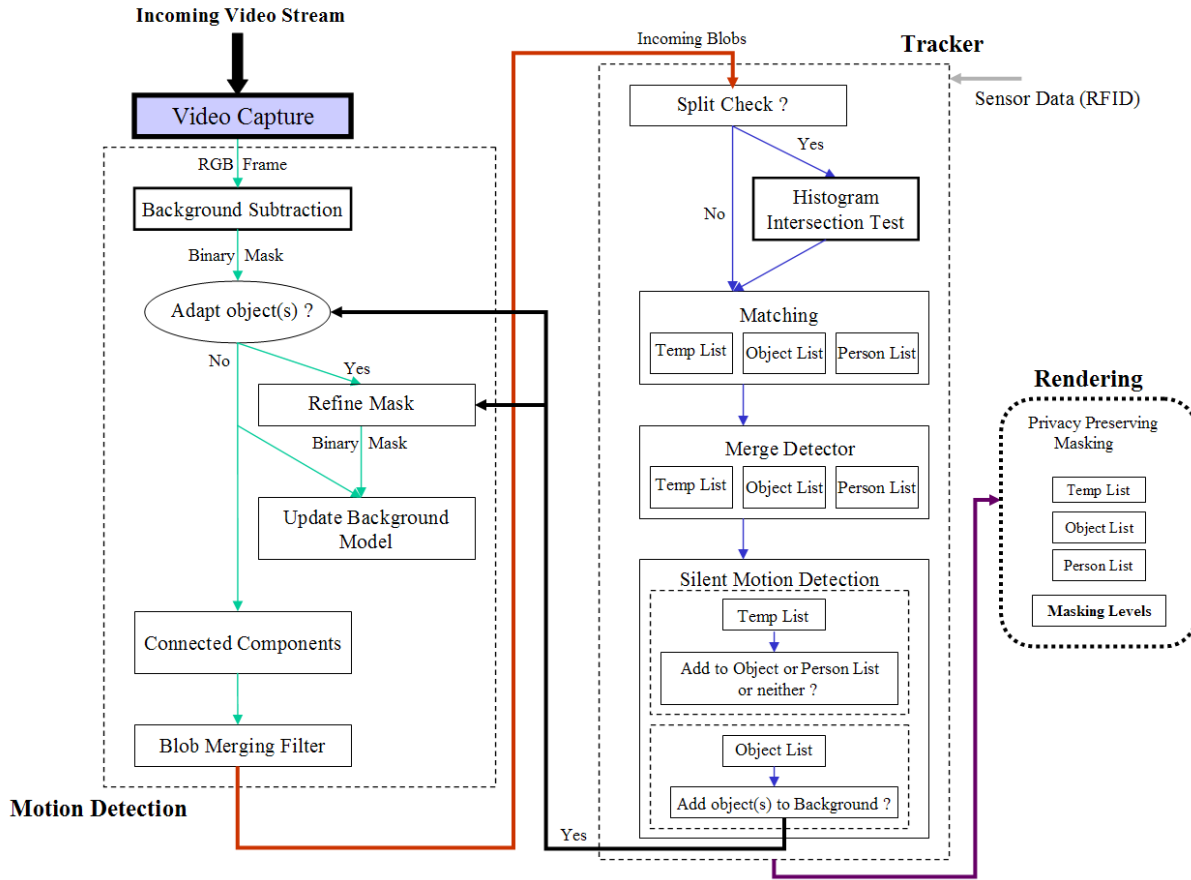 Incoming Video Stream
Video Capture
RGB Frame
Background Subtraction
Binary Mask
Adapt object(s) ?
No
Yes
Refine Mask
Binary Mask
Update Background
Model
Connected Components
Blob Merging Filter
Motion Detection
Incoming Blobs
Tracker
Sensor Data (RFID)
Split Check ?
Yes
No
Histogram
Intersection Test
Matching
Temp List
Object List
Person List
Merge Detector
Temp List
Object List
Person List
Silent Motion Detection
Temp List
Add to Object or Person List
or neither ?
Object List
Add object(s) to Background ?
Yes
Rendering
Privacy Preserving
Masking
Temp List
Object List
Person List
Masking Levels